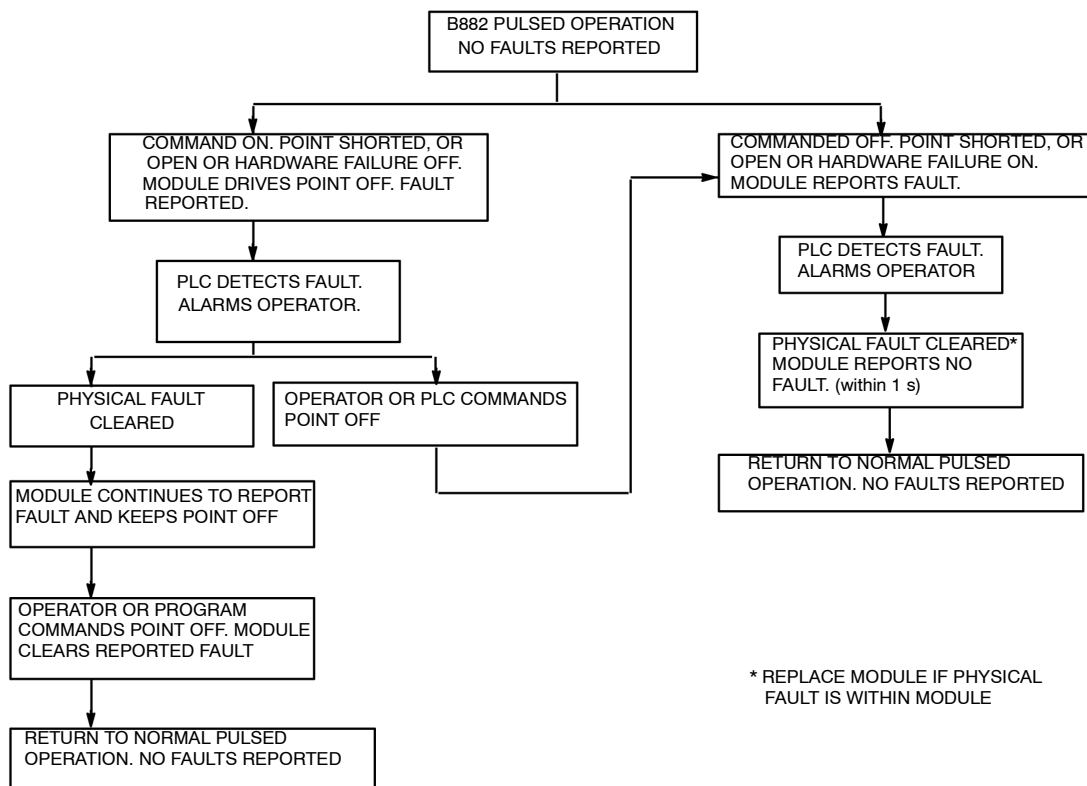 B882 PULSED OPERATION
NO FAULTS REPORTED
COMMAND ON. POINT SHORTED, OR
OPEN OR HARDWARE FAILURE OFF.
MODULE DRIVES POINT OFF. FAULT
REPORTED.
COMMANDED OFF. POINT SHORTED, OR
OPEN OR HARDWARE FAILURE ON.
MODULE REPORTS FAULT.
PLC DETECTS FAULT.
ALARMS OPERATOR.
PLC DETECTS FAULT.
ALARMS OPERATOR
PHYSICAL FAULT
CLEARED
OPERATOR OR PLC COMMANDS
POINT OFF
PHYSICAL FAULT CLEARED*
MODULE REPORTS NO
FAULT. (within 1 s)
MODULE CONTINUES TO REPORT
FAULT AND KEEPS POINT OFF
RETURN TO NORMAL PULSED
OPERATION. NO FAULTS REPORTED
OPERATOR OR PROGRAM
COMMANDS POINT OFF. MODULE
CLEARS REPORTED FAULT
* REPLACE MODULE IF PHYSICAL
FAULT IS WITHIN MODULE
RETURN TO NORMAL PULSED
OPERATION. NO FAULTS REPORTED